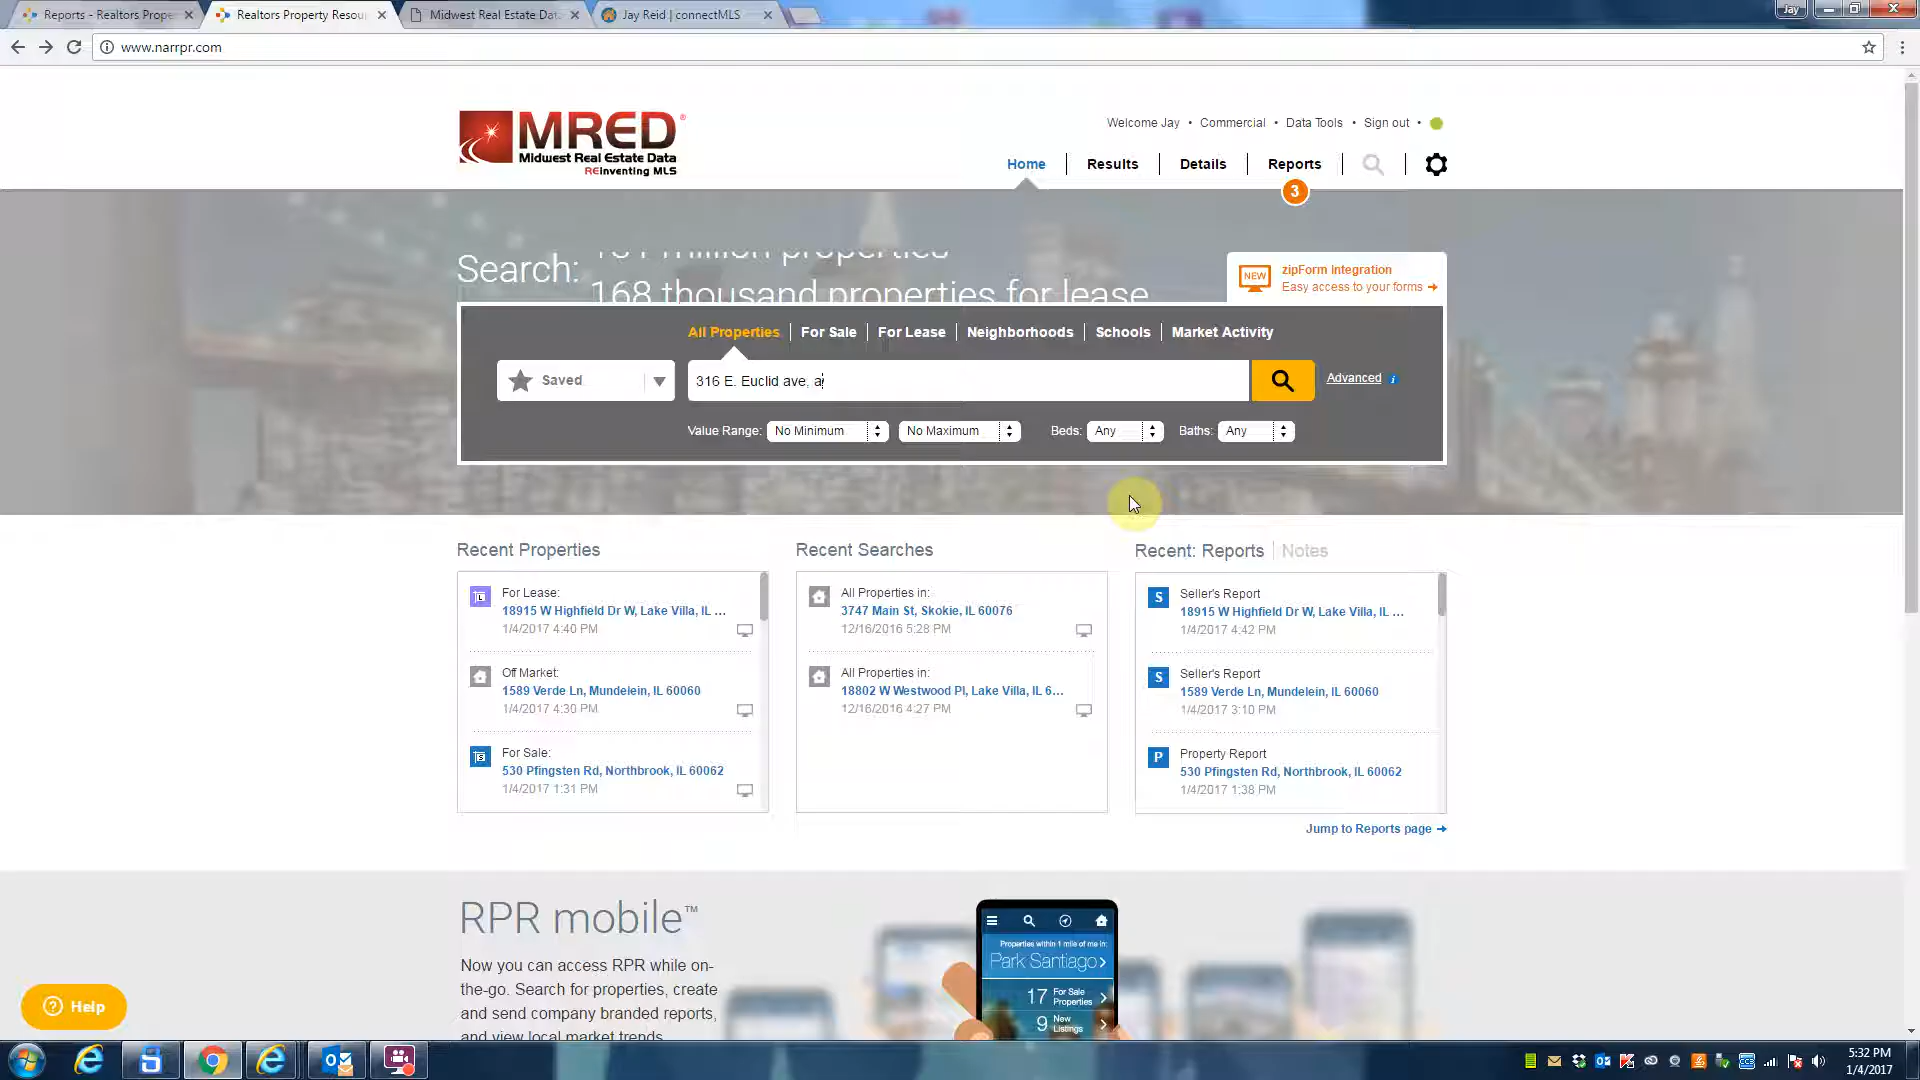 Reports - Realtors Prope
Realtors Property Resou
Midwest Real Estate Dat
Jay Reid | connectMLS
Jay
www.narrpr.com
MRED®
Midwest Real Estate Data
REinventing MLS
Welcome Jay • Commercial • Data Tools • Sign out •
Home Results Details Reports
3
Search:
168 thousand properties for lease
NEW
zipForm Integration
Easy access to your forms
All Properties For Sale For Lease Neighborhoods Schools Market Activity
Saved
316 E. Euclid ave, a
Advanced i
Value Range: No Minimum No Maximum Beds: Any Baths: Any
Recent Properties
For Lease:
18915 W Highfield Dr W, Lake Villa, IL ...
1/4/2017 4:40 PM
Off Market:
1589 Verde Ln, Mundelein, IL 60060
1/4/2017 4:30 PM
For Sale:
530 Pfingsten Rd, Northbrook, IL 60062
1/4/2017 1:31 PM
Recent Searches
All Properties in:
3747 Main St, Skokie, IL 60076
12/16/2016 5:28 PM
All Properties in:
18802 W Westwood Pl, Lake Villa, IL 6...
12/16/2016 4:27 PM
Recent: Reports Notes
S
Seller's Report
18915 W Highfield Dr W, Lake Villa, IL ...
1/4/2017 4:42 PM
S
Seller's Report
1589 Verde Ln, Mundelein, IL 60060
1/4/2017 3:10 PM
P
Property Report
530 Pfingsten Rd, Northbrook, IL 60062
1/4/2017 1:38 PM
Jump to Reports page
RPR mobile™
Now you can access RPR while on-
the-go. Search for properties, create
and send company branded reports,
and view local market trends.
Properties within 1 mile of me in:
Park Santiago
17 For Sale Properties
9 New Listings
Help
5:32 PM
1/4/2017